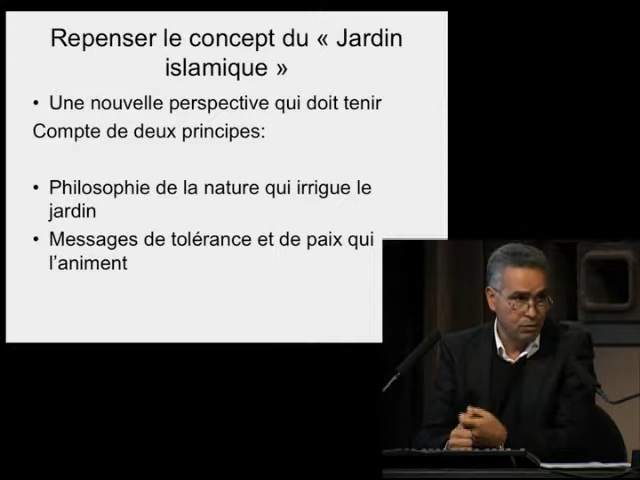 Repenser le concept du « Jardin
islamique »
• Une nouvelle perspective qui doit tenir
Compte de deux principes:
• Philosophie de la nature qui irrigue le
jardin
• Messages de tolérance et de paix qui
l’animent